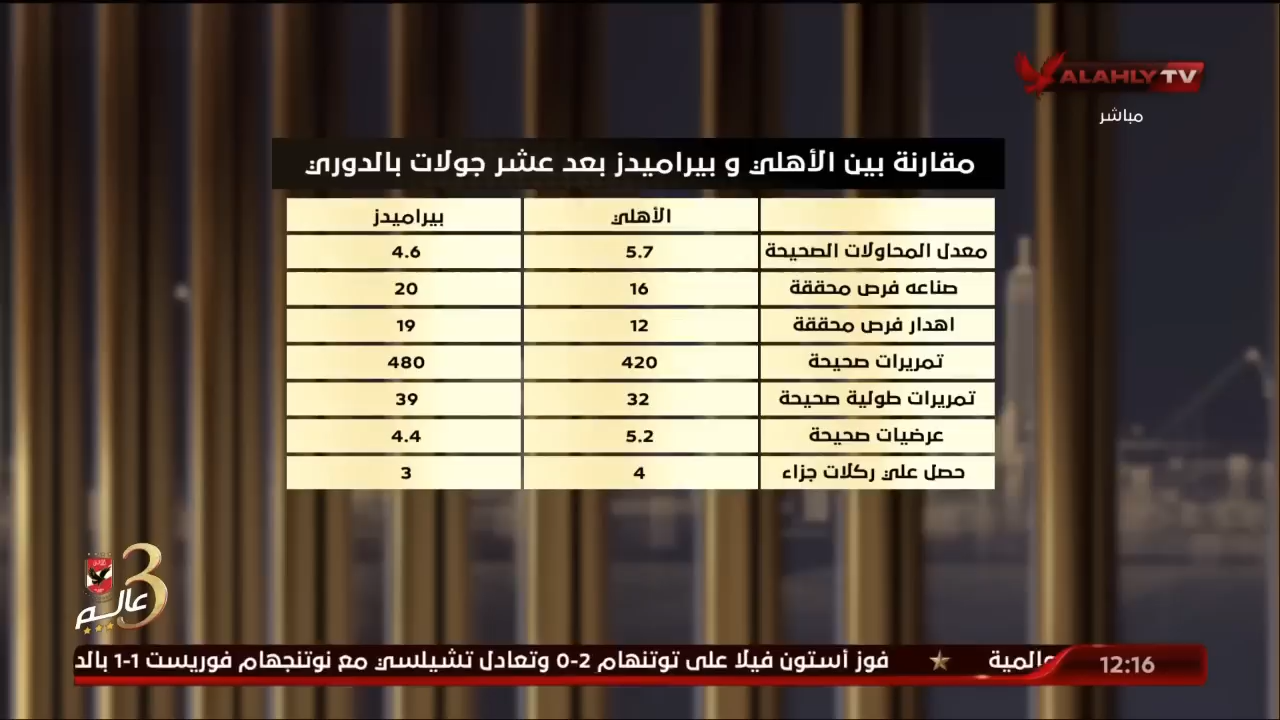 ALAHLY TV
مباشر
مقارنة بين الأهلي و بيراميدز بعد عشر جولات بالدوري
الأهلي بيراميدز
معدل المحاولات الصحيحة 5.7 4.6
صناعه فرص محققة 16 20
اهدار فرص محققة 12 19
تمريرات صحيحة 420 480
تمريرات طولية صحيحة 32 39
عرضيات صحيحة 5.2 4.4
حصل علي ركلات جزاء 4 3
3 عالم
12:16 والمية ★ فوز أستون فيلا على توتنهام 2-0 وتعادل تشيلسي مع نوتنجهام فوريست 1-1 بالد